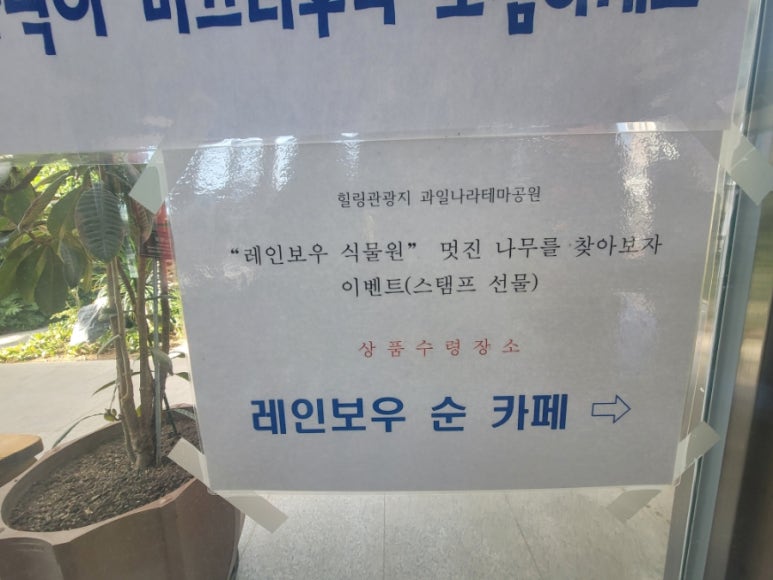 힐링관광지 과일나라테마공원
“레인보우 식물원” 멋진 나무를 찾아보자
이벤트(스탬프 선물)
상품수령장소
레인보우 순 카페 ⇨